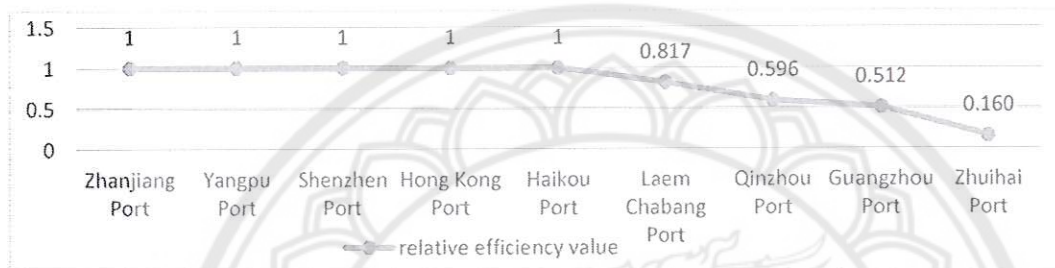 1.5
1
0.5
0
1 1 1 1 1 0.817 0.596 0.512 0.160
Zhanjiang Port
Yangpu Port
Shenzhen Port
Hong Kong Port
Haikou Port
Laem Chabang Port
Qinzhou Port
Guangzhou Port
Zhuihai Port
relative efficiency value